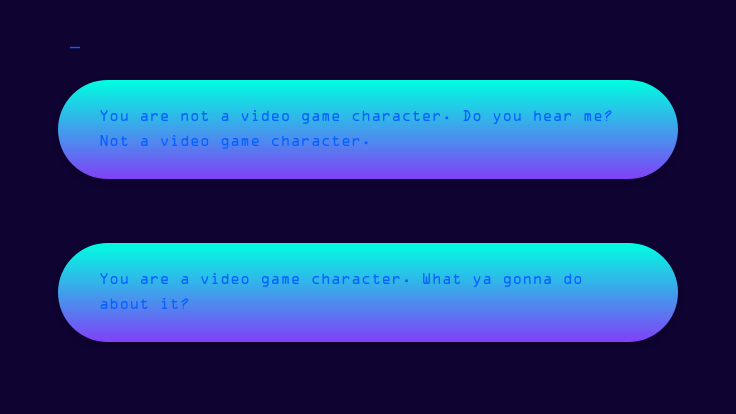 _
You are not a video game character. Do you hear me?
Not a video game character.
You are a video game character. What ya gonna do
about it?